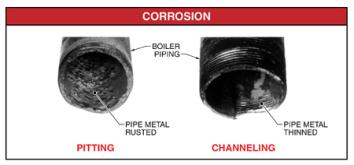 CORROSION
BOILER
PIPING
PIPE METAL
RUSTED
PIPE METAL
THINNED
PITTING
CHANNELING